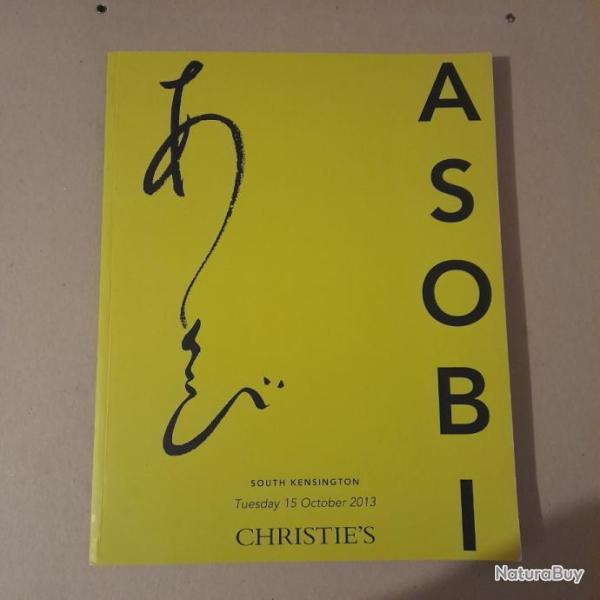 あそび
ASOBI
SOUTH KENSINGTON
Tuesday 15 October 2013
CHRISTIE'S
NaturaBuy